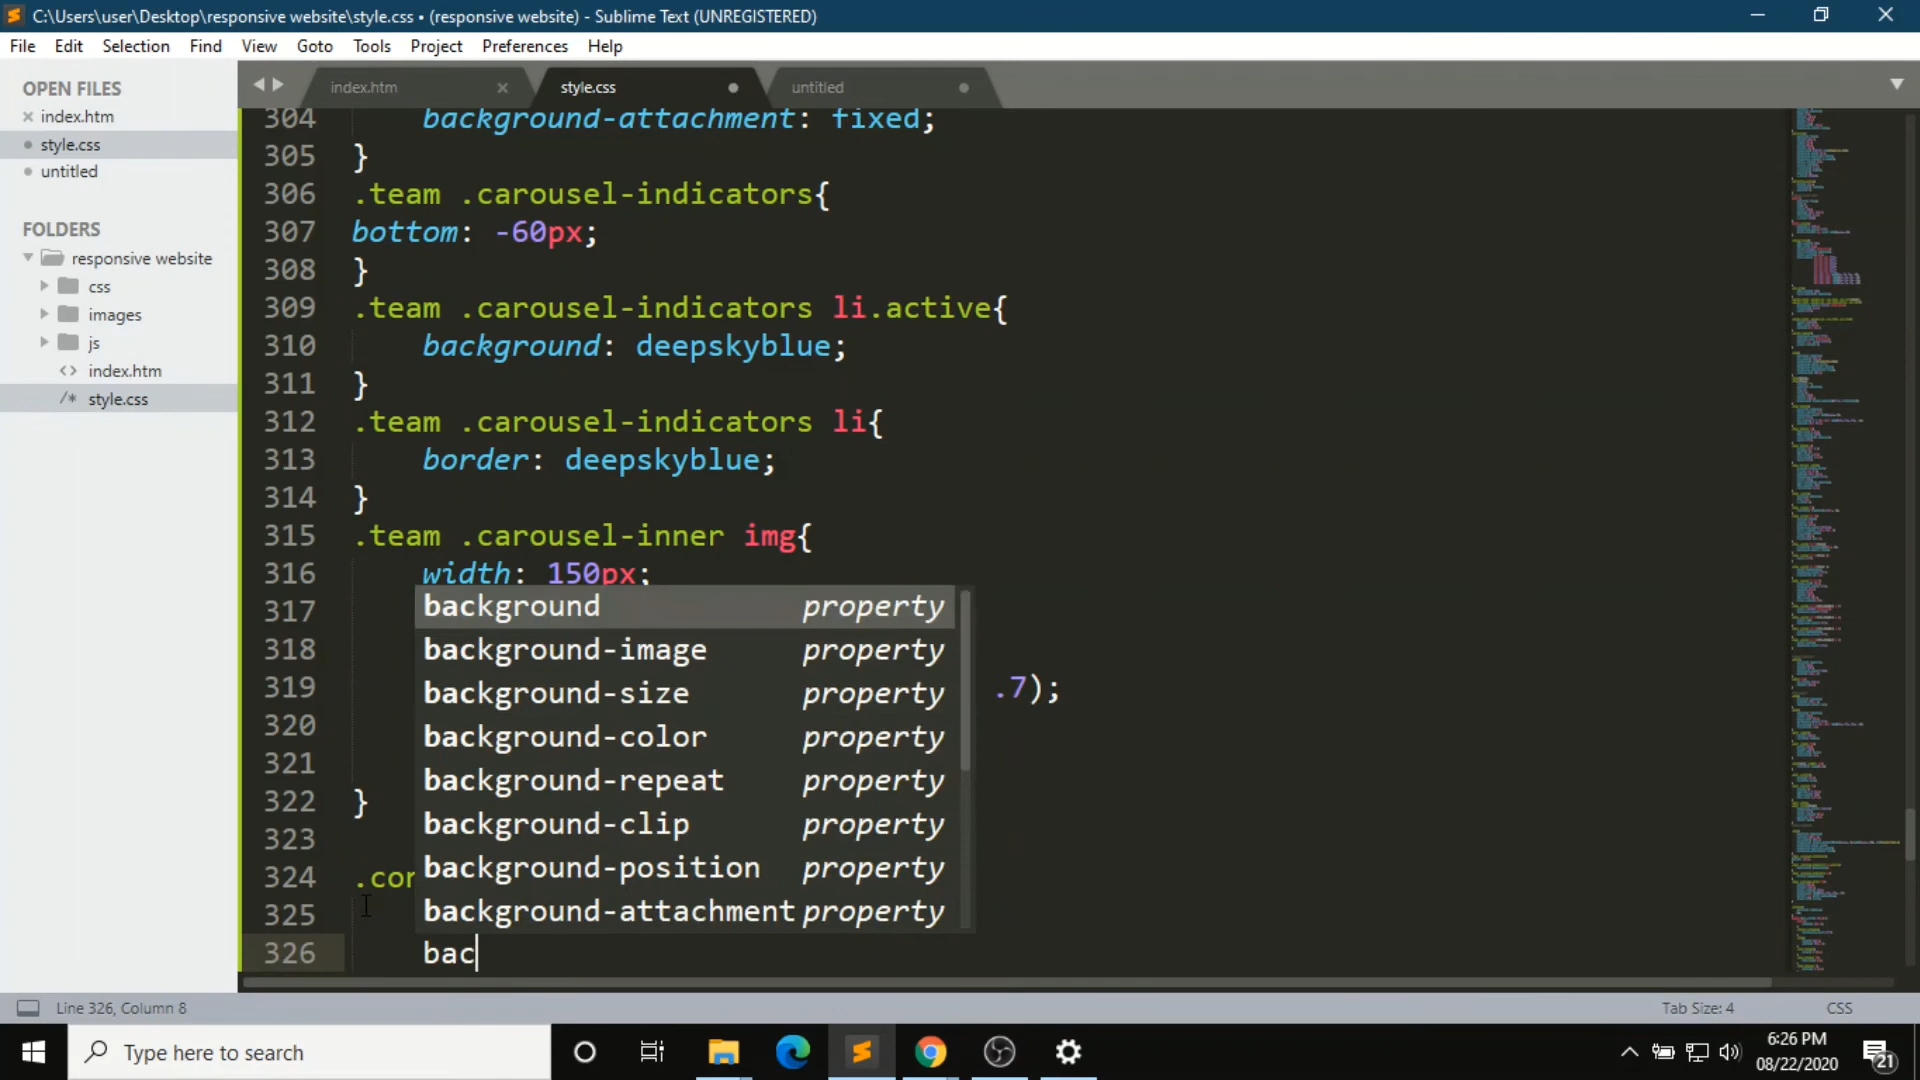 C:\Users\user\Desktop\responsive website\style.css • (responsive website) - Sublime Text (UNREGISTERED)
File Edit Selection Find View Goto Tools Project Preferences Help
OPEN FILES
index.htm
style.css
untitled
FOLDERS
responsive website
css
images
js
index.htm
style.css
index.htm style.css untitled
304 background-attachment: fixed;
305 }
306 .team .carousel-indicators{
307 bottom: -60px;
308 }
309 .team .carousel-indicators li.active{
310 background: deepskyblue;
311 }
312 .team .carousel-indicators li{
313 border: deepskyblue;
314 }
315 .team .carousel-inner img{
316 width: 150px;
317
318
319 .7);
320
321
322 }
323
324 .cor
325
326 bac
background property
background-image property
background-size property
background-color property
background-repeat property
background-clip property
background-position property
background-attachment property
Line 326, Column 8 Tab Size: 4 CSS
Type here to search
6:26 PM
08/22/2020
21